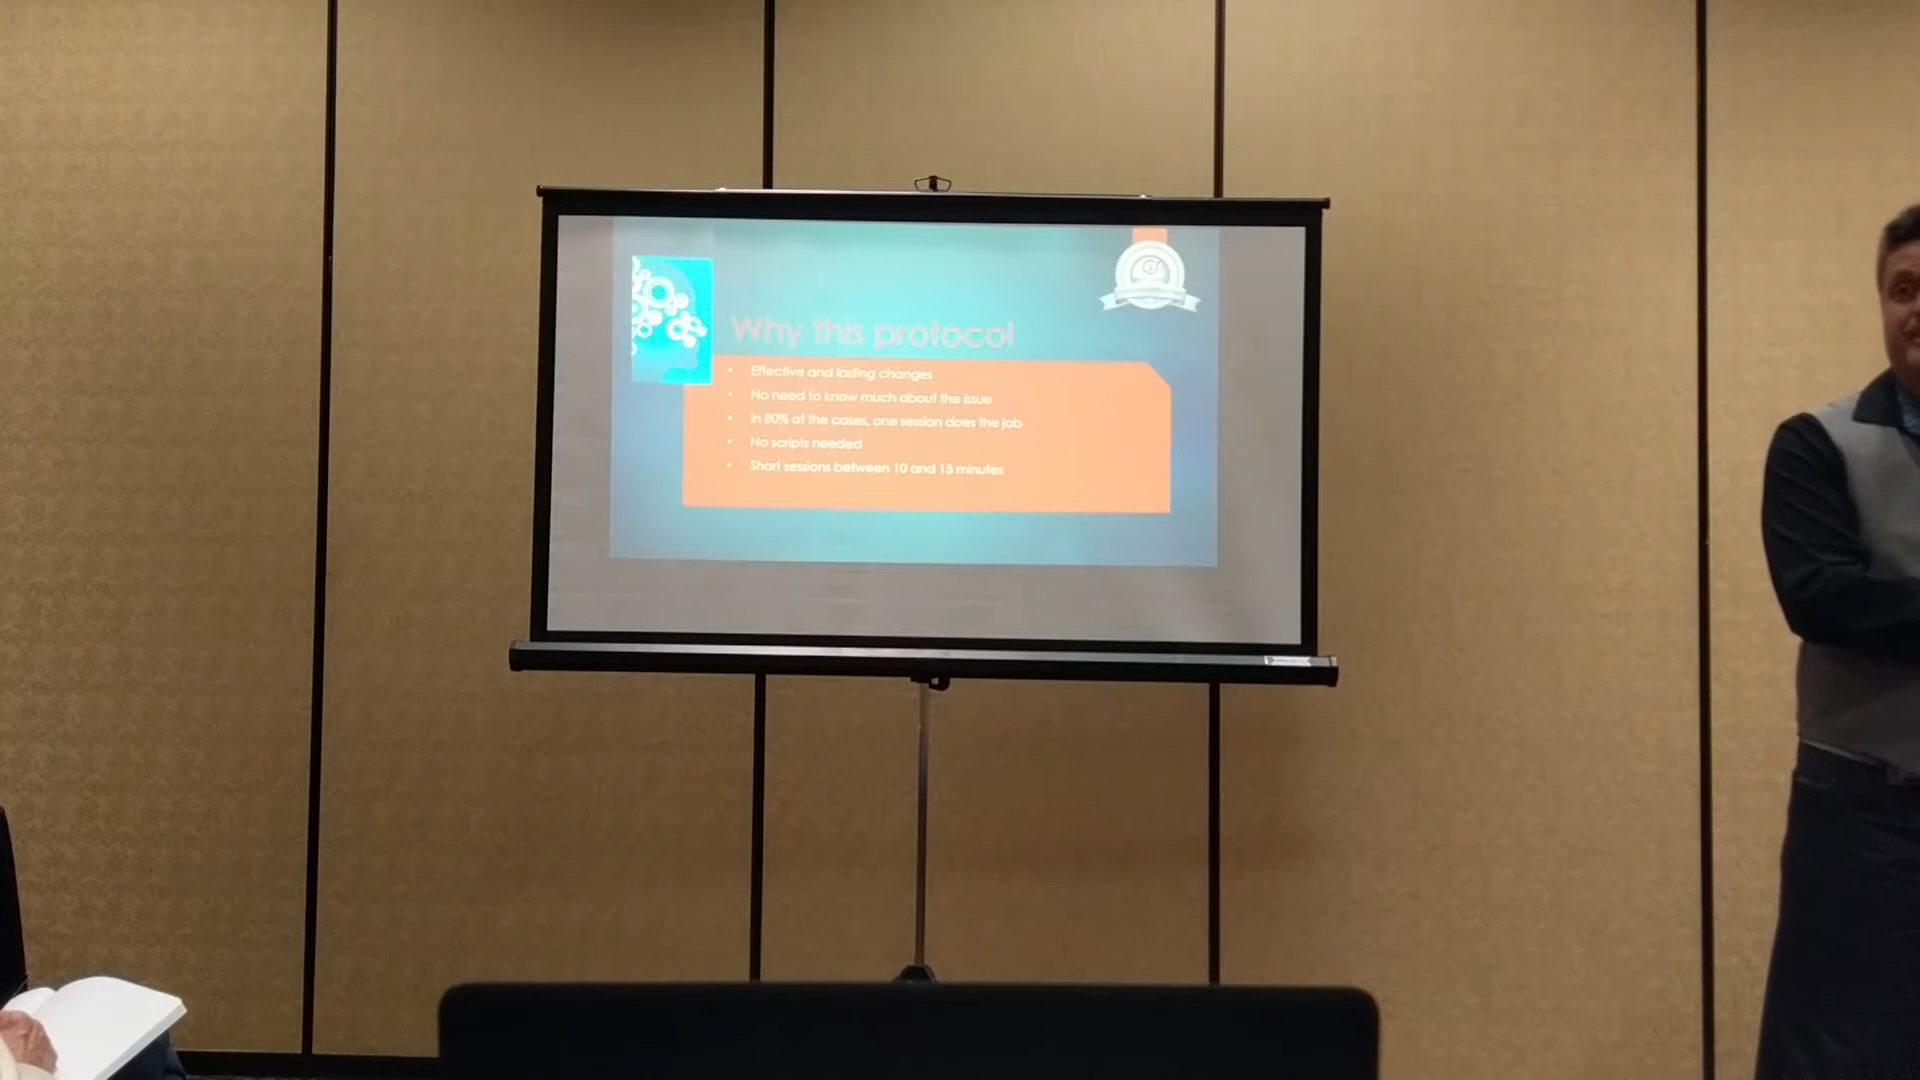 Why this protocol
• Effective and lasting changes
• No need to know much about the issue
• In 80% of the cases, one session does the job
• No scripts needed
• Short sessions between 10 and 15 minutes